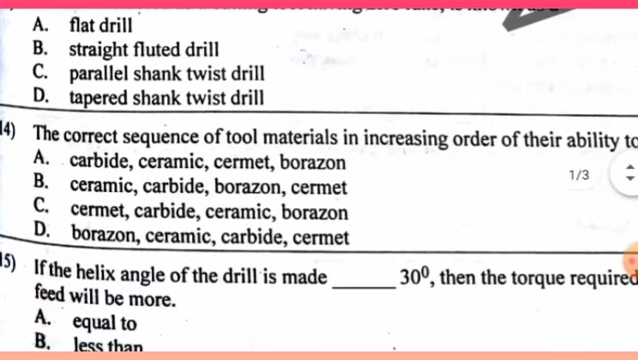 A. flat drill
B. straight fluted drill
C. parallel shank twist drill
D. tapered shank twist drill
14) The correct sequence of tool materials in increasing order of their ability to
A. carbide, ceramic, cermet, borazon
1/3
B. ceramic, carbide, borazon, cermet
C. cermet, carbide, ceramic, borazon
D. borazon, ceramic, carbide, cermet
15) If the helix angle of the drill is made ______ 30⁰, then the torque required
feed will be more.
A. equal to
B. less than